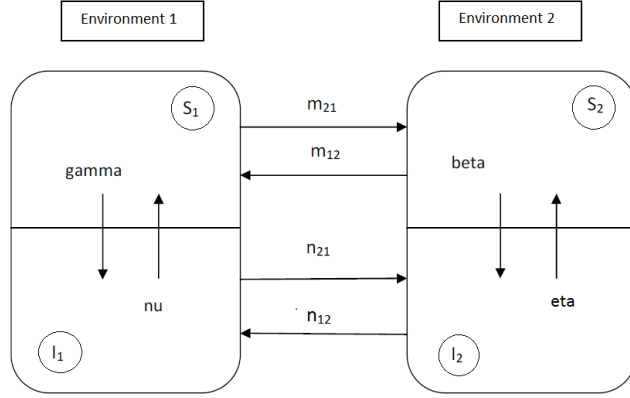 Environment 1
Environment 2
S₁
S₂
m₂₁
m₁₂
gamma
beta
n₂₁
nu
n₁₂
eta
I₁
I₂